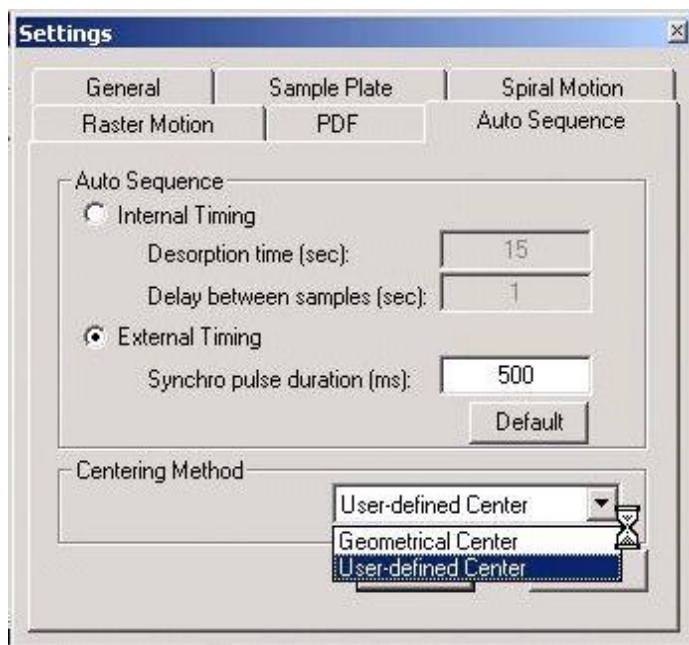 Settings
General
Sample Plate
Spiral Motion
Raster Motion
PDF
Auto Sequence
Auto Sequence
Internal Timing
Desorption time (sec):
15
Delay between samples (sec):
1
External Timing
Synchro pulse duration (ms):
500
Default
Centering Method
User-defined Center
Geometrical Center
User-defined Center